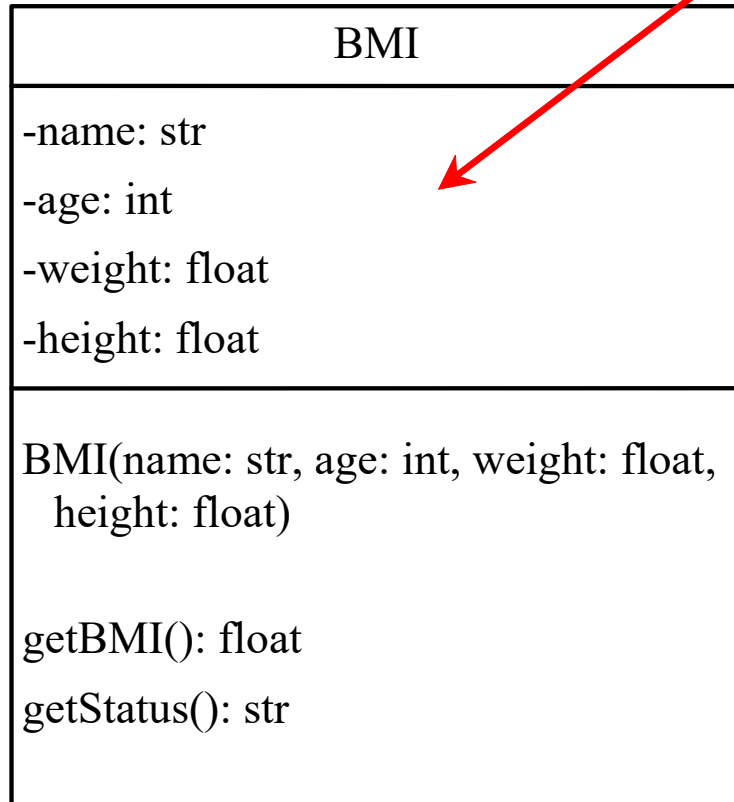 BMI
-name: str
-age: int
-weight: float
-height: float
BMI(name: str, age: int, weight: float,
height: float)
getBMI(): float
getStatus(): str